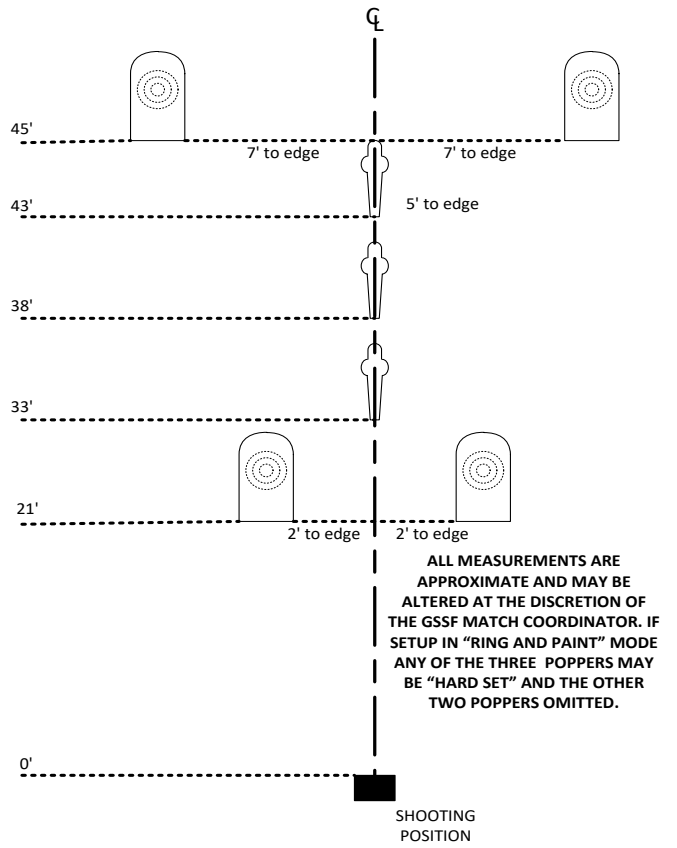 ℄
45'
7' to edge 7' to edge
43'
5' to edge
38'
33'
21'
2' to edge 2' to edge
ALL MEASUREMENTS ARE
APPROXIMATE AND MAY BE
ALTERED AT THE DISCRETION OF
THE GSSF MATCH COORDINATOR. IF
SETUP IN “RING AND PAINT” MODE
ANY OF THE THREE POPPERS MAY
BE “HARD SET” AND THE OTHER
TWO POPPERS OMITTED.
0'
SHOOTING
POSITION